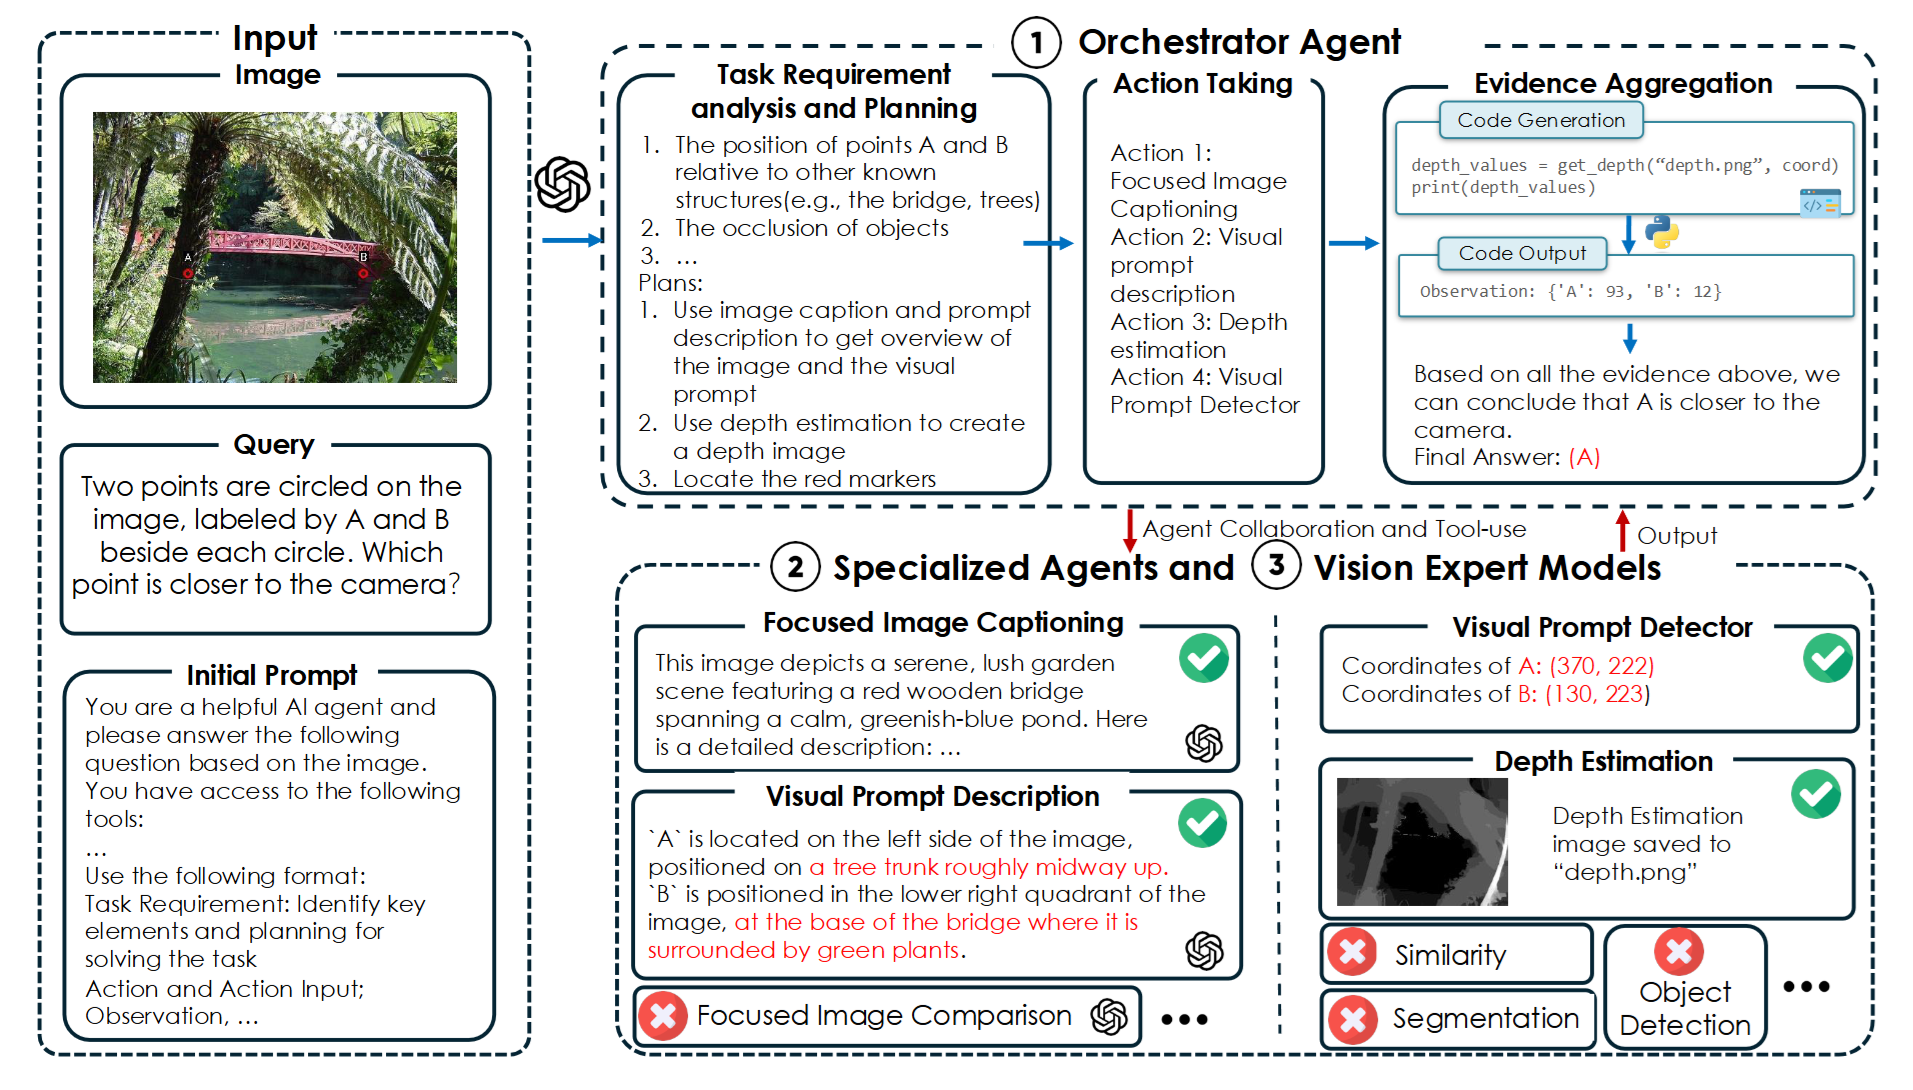 Input
Image
A
B
Query
Two points are circled on the
image, labeled by A and B
beside each circle. Which
point is closer to the camera?
Initial Prompt
You are a helpful AI agent and
please answer the following
question based on the image.
You have access to the following
tools:
...
Use the following format:
Task Requirement: Identify key
elements and planning for
solving the task
Action and Action Input;
Observation, ...
1 Orchestrator Agent
Task Requirement
analysis and Planning
1. The position of points A and B
relative to other known
structures(e.g., the bridge, trees)
2. The occlusion of objects
3. ...
Plans:
1. Use image caption and prompt
description to get overview of
the image and the visual
prompt
2. Use depth estimation to create
a depth image
3. Locate the red markers
Action Taking
Action 1:
Focused Image
Captioning
Action 2: Visual
prompt
description
Action 3: Depth
estimation
Action 4: Visual
Prompt Detector
Evidence Aggregation
Code Generation
depth_values = get_depth(“depth.png”, coord)
print(depth_values)
</>
Code Output
Observation: {'A': 93, 'B': 12}
Based on all the evidence above, we
can conclude that A is closer to the
camera.
Final Answer: (A)
Agent Collaboration and Tool-use
Output
2 Specialized Agents and 3 Vision Expert Models
Focused Image Captioning
This image depicts a serene, lush garden
scene featuring a red wooden bridge
spanning a calm, greenish-blue pond. Here
is a detailed description: ...
Visual Prompt Description
`A` is located on the left side of the image,
positioned on a tree trunk roughly midway up.
`B` is positioned in the lower right quadrant of the
image, at the base of the bridge where it is
surrounded by green plants.
Focused Image Comparison
...
Visual Prompt Detector
Coordinates of A: (370, 222)
Coordinates of B: (130, 223)
Depth Estimation
Depth Estimation
image saved to
“depth.png”
Similarity
Segmentation
Object
Detection
...